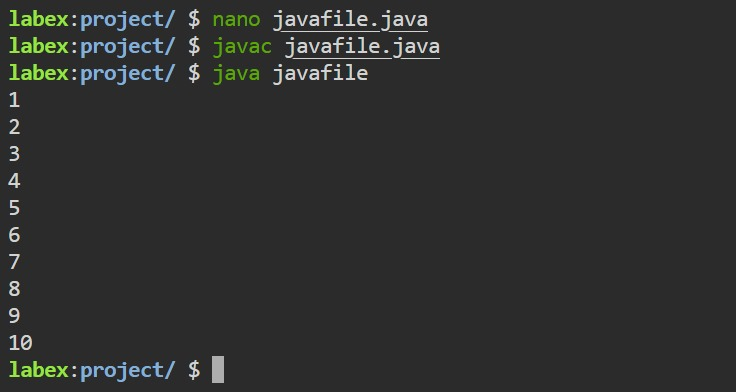 labex:project/ $ nano javafile.java
labex:project/ $ javac javafile.java
labex:project/ $ java javafile
1
2
3
4
5
6
7
8
9
10
labex:project/ $